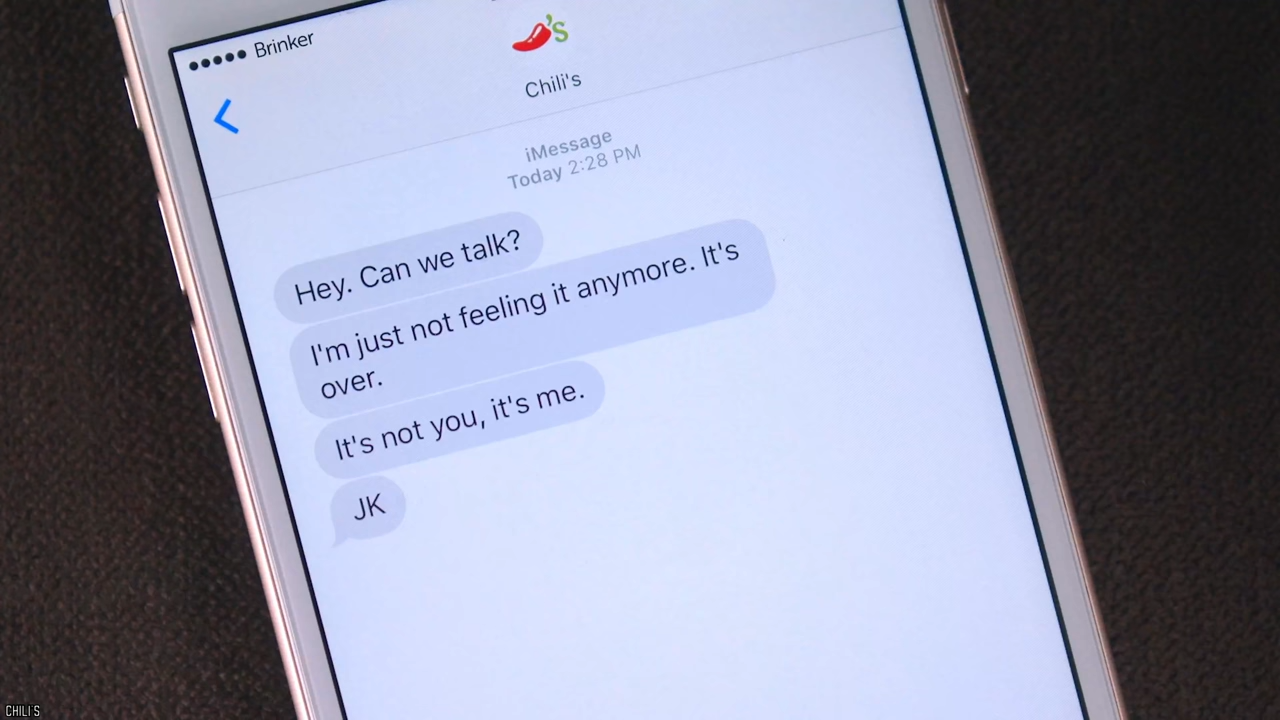 Brinker
's
Chili's
iMessage
Today 2:28 PM
Hey. Can we talk?
I'm just not feeling it anymore. It's
over.
It's not you, it's me.
JK
CHILI'S